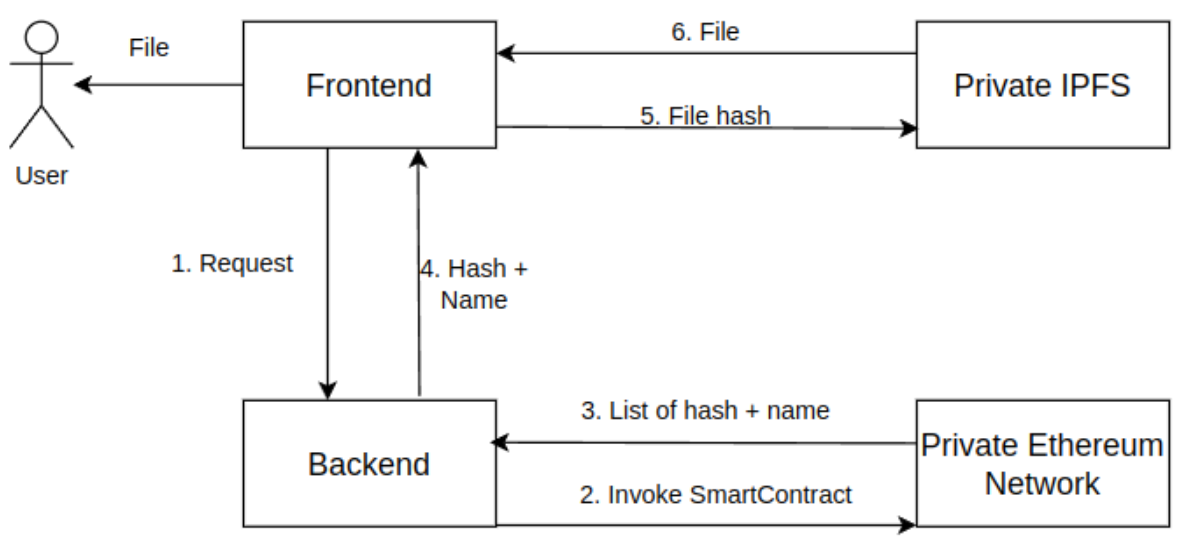 6. File
File
Frontend
Private IPFS
5. File hash
User
1. Request
4. Hash +
Name
3. List of hash + name
Backend
Private Ethereum
Network
2. Invoke SmartContract